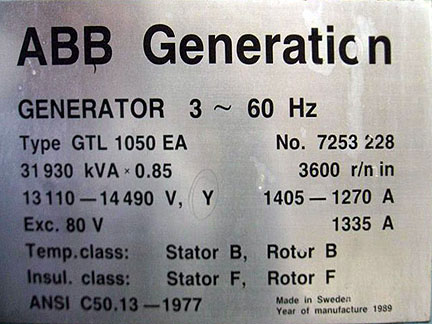 ABB Generation
GENERATOR 3 ~ 60 Hz
Type GTL 1050 EA No. 7253 228
31 930 kVA × 0.85 3600 r/min
13 110 — 14 490 V, Y 1405 — 1270 A
Exc. 80 V 1335 A
Temp.class: Stator B, Rotor B
Insul. class: Stator F, Rotor F
ANSI C50.13 — 1977 Made in Sweden
Year of manufacture 1989